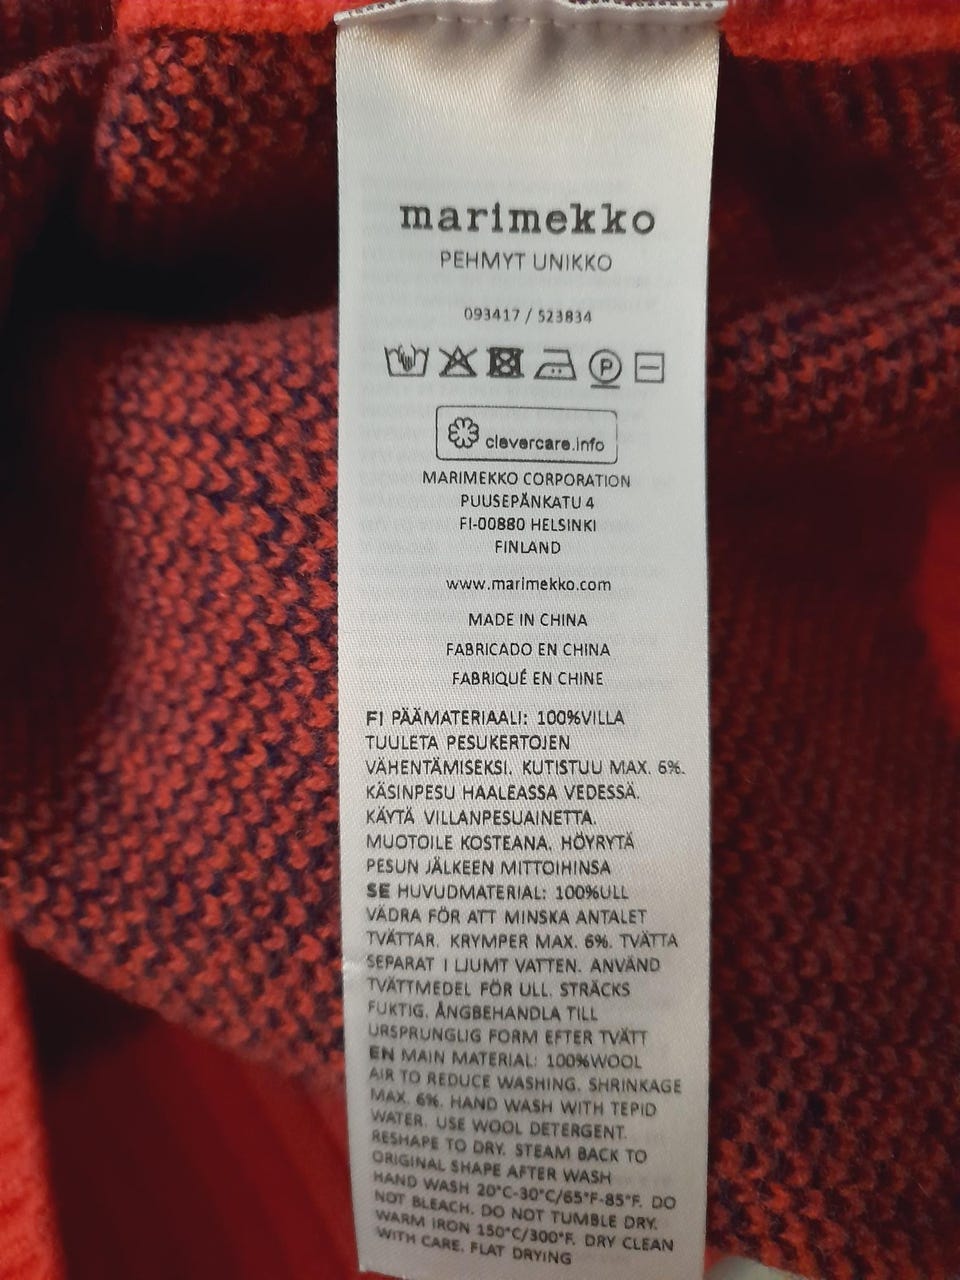 marimekko
PEHMYT UNIKKO
093417 / 523834
P
clevercare.info
MARIMEKKO CORPORATION
PUUSEPÄNKATU 4
FI-00880 HELSINKI
FINLAND
www.marimekko.com
MADE IN CHINA
FABRICADO EN CHINA
FABRIQUÉ EN CHINE
FI PÄÄMATERIAALI: 100%VILLA
TUULETA PESUKERTOJEN
VÄHENTÄMISEKSI. KUTISTUU MAX. 6%.
KÄSINPESU HAALEASSA VEDESSÄ.
KÄYTÄ VILLANPESUAINETTA.
MUOTOILE KOSTEANA. HÖYRYTÄ
PESUN JÄLKEEN MITTOIHINSA
SE HUVUDMATERIAL: 100%ULL
VÄDRA FÖR ATT MINSKA ANTALET
TVÄTTAR. KRYMPER MAX. 6%. TVÄTTA
SEPARAT I LJUMT VATTEN. ANVÄND
TVÄTTMEDEL FÖR ULL. STRÄCKS
FUKTIG. ÅNGBEHANDLA TILL
URSPRUNGLIG FORM EFTER TVÄTT
EN MAIN MATERIAL: 100%WOOL
AIR TO REDUCE WASHING. SHRINKAGE
MAX. 6%. HAND WASH WITH TEPID
WATER. USE WOOL DETERGENT.
RESHAPE TO DRY. STEAM BACK TO
ORIGINAL SHAPE AFTER WASH
HAND WASH 20°C-30°C/65°F-85°F. DO
NOT BLEACH. DO NOT TUMBLE DRY.
WARM IRON 150°C/300°F. DRY CLEAN
WITH CARE. FLAT DRYING